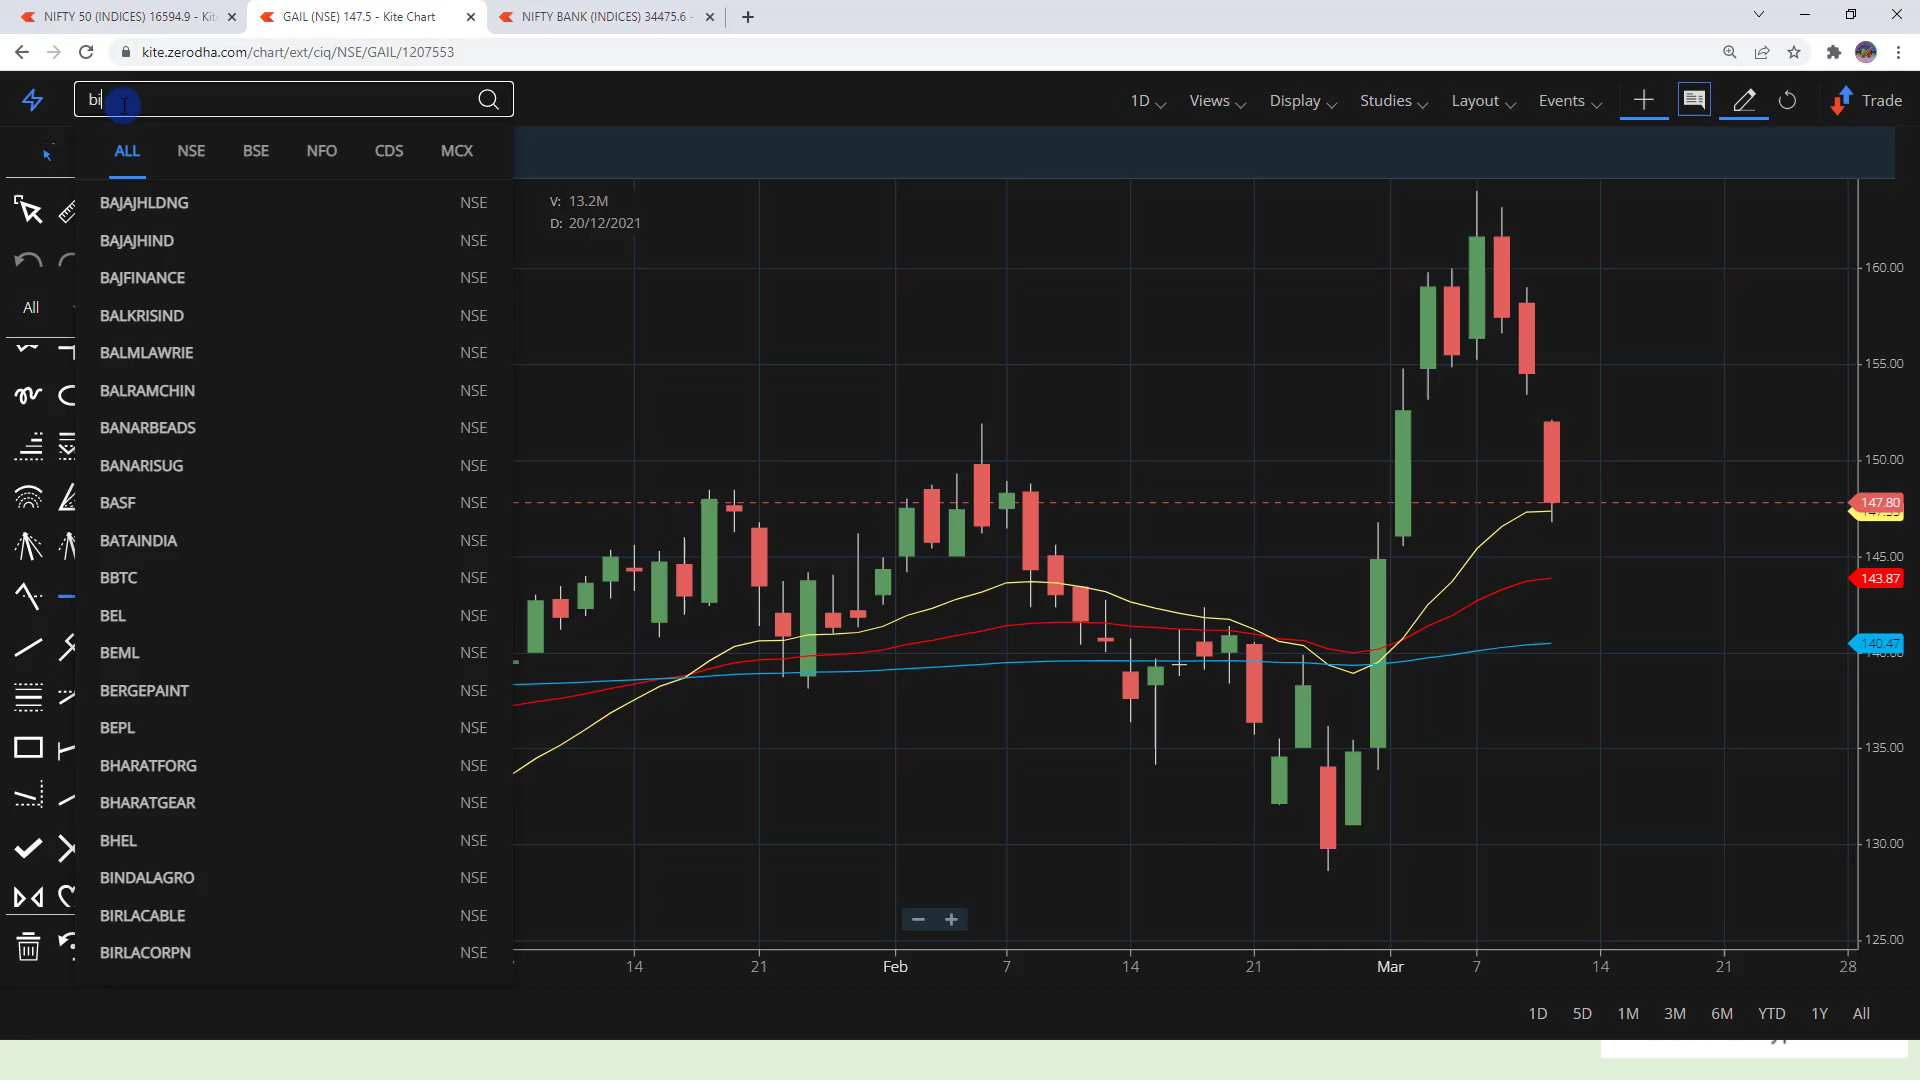 NIFTY 50 (INDICES) 16594.9 - Kit
GAIL (NSE) 147.5 - Kite Chart
NIFTY BANK (INDICES) 34475.6 -
kite.zerodha.com/chart/ext/ciq/NSE/GAIL/1207553
bi
1D Views Display Studies Layout Events Trade
ALL NSE BSE NFO CDS MCX
All
BAJAJHLDNG NSE
BAJAJHIND NSE
BAJFINANCE NSE
BALKRISIND NSE
BALMLAWRIE NSE
BALRAMCHIN NSE
BANARBEADS NSE
BANARISUG NSE
BASF NSE
BATAINDIA NSE
BBTC NSE
BEL NSE
BEML NSE
BERGEPAINT NSE
BEPL NSE
BHARATFORG NSE
BHARATGEAR NSE
BHEL NSE
BINDALAGRO NSE
BIRLACABLE NSE
BIRLACORPN NSE
V: 13.2M
D: 20/12/2021
160.00
155.00
150.00
147.80
145.00
143.87
140.47
140.00
135.00
130.00
125.00
14 21 Feb 7 14 21 Mar 7 14 21 28
1D 5D 1M 3M 6M YTD 1Y All